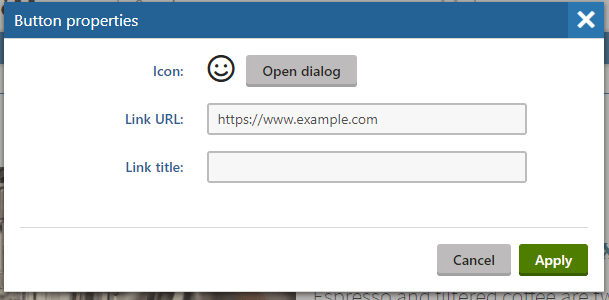 Button properties
Icon: Open dialog
Link URL: https://www.example.com
Link title:
Cancel Apply
Espresso and filtered coffee are